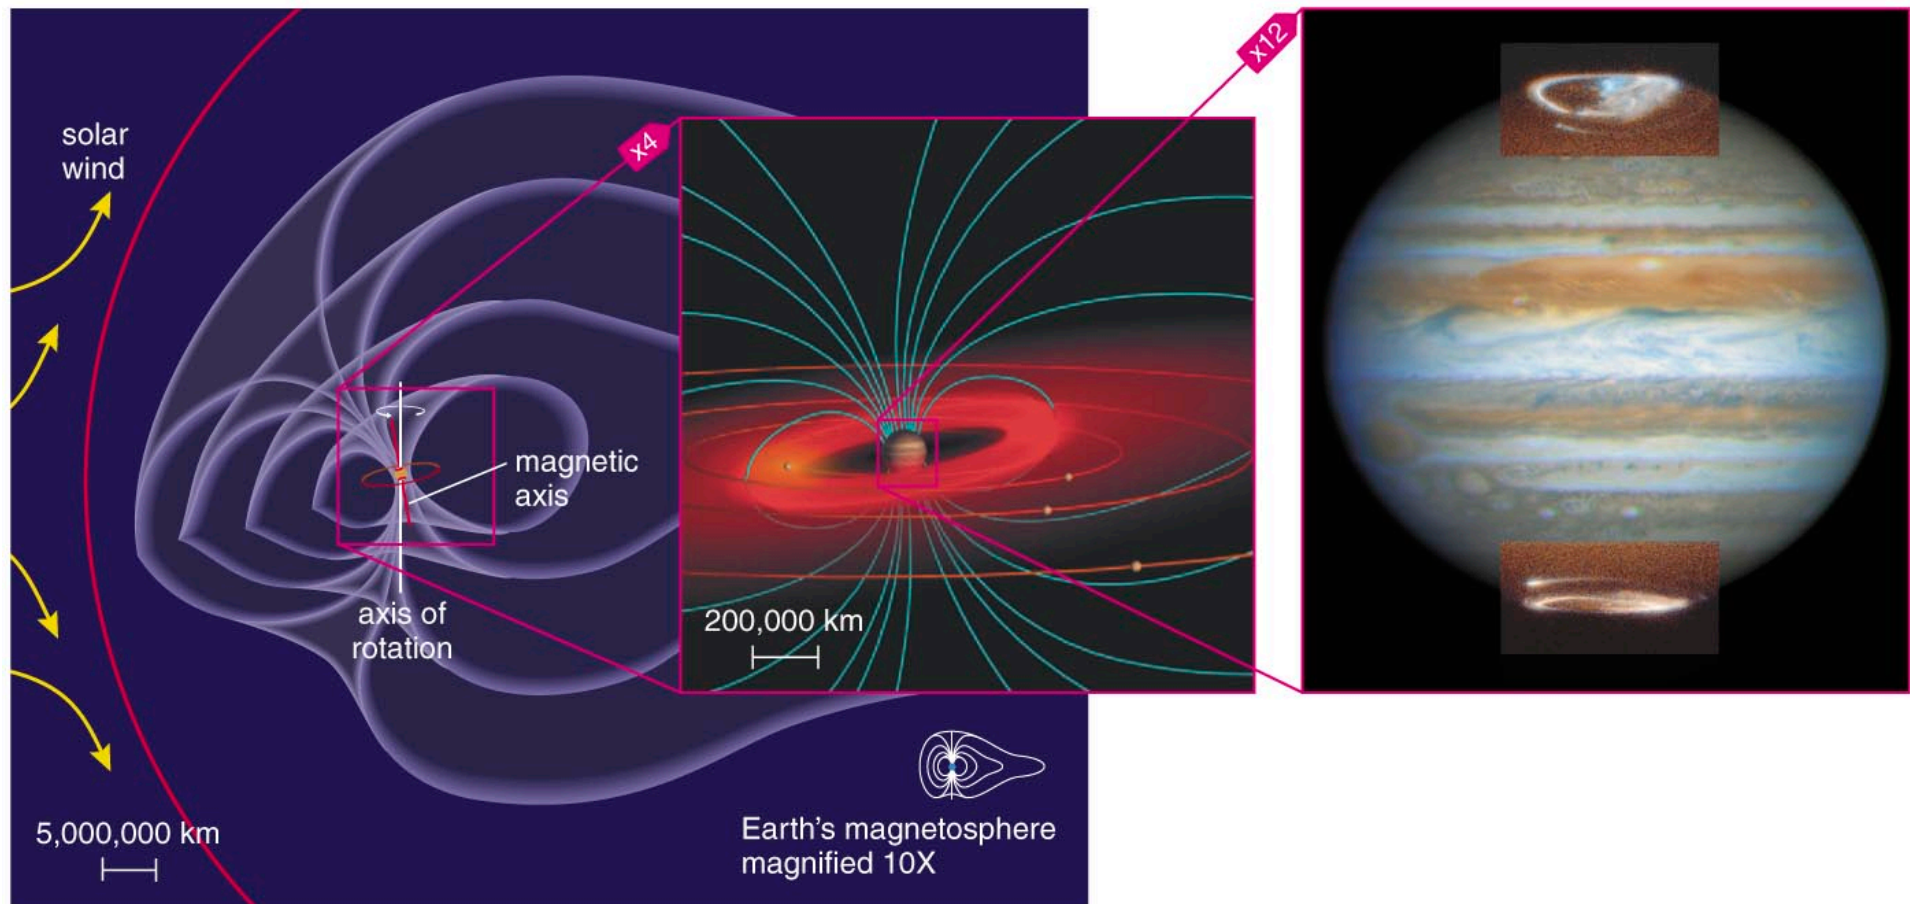 solar
wind
x4
x12
magnetic
axis
axis of
rotation
200,000 km
5,000,000 km
Earth's magnetosphere
magnified 10X